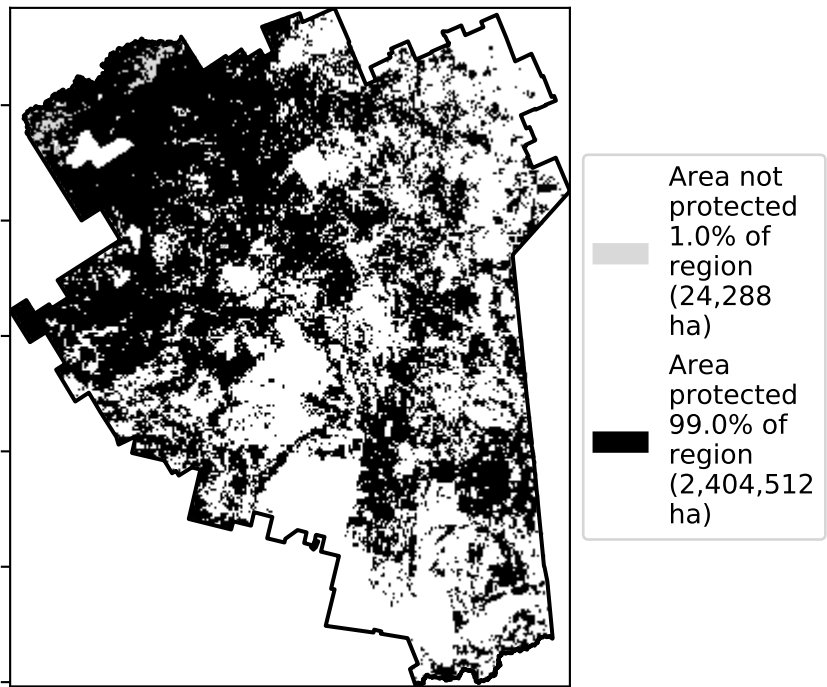 Area not
protected
1.0% of
region
(24,288
ha)
Area
protected
99.0% of
region
(2,404,512
ha)